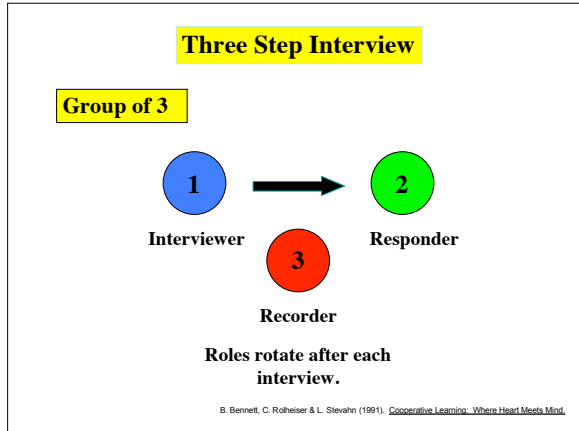 Three Step Interview
Group of 3
1
2
Interviewer
Responder
3
Recorder
Roles rotate after each
interview.
B. Bennett, C. Rolheiser & L. Stevahn (1991). Cooperative Learning: Where Heart Meets Mind.